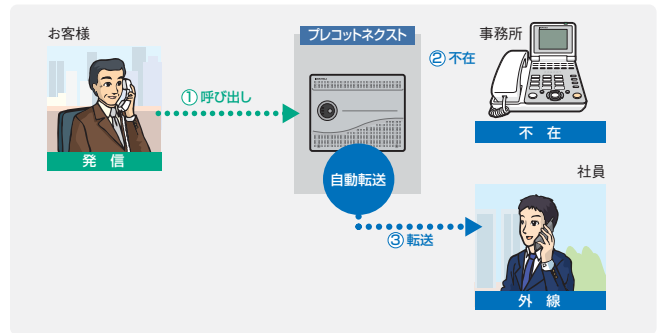 お客様
発 信
①呼び出し
プレコットネクスト
自動転送
②不在
事務所
不 在
③転送
社員
外 線